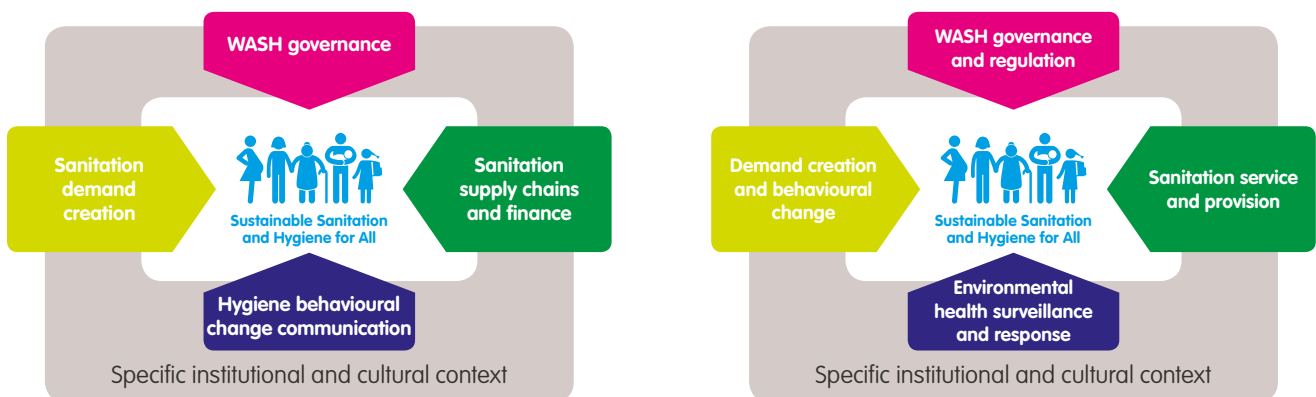 WASH governance
Sanitation
demand
creation
Sustainable Sanitation
and Hygiene for All
Sanitation
supply chains
and finance
Hygiene behavioural
change communication
Specific institutional and cultural context
WASH governance
and regulation
Demand creation
and behavioural
change
Sustainable Sanitation
and Hygiene for All
Sanitation service
and provision
Environmental
health surveillance
and response
Specific institutional and cultural context